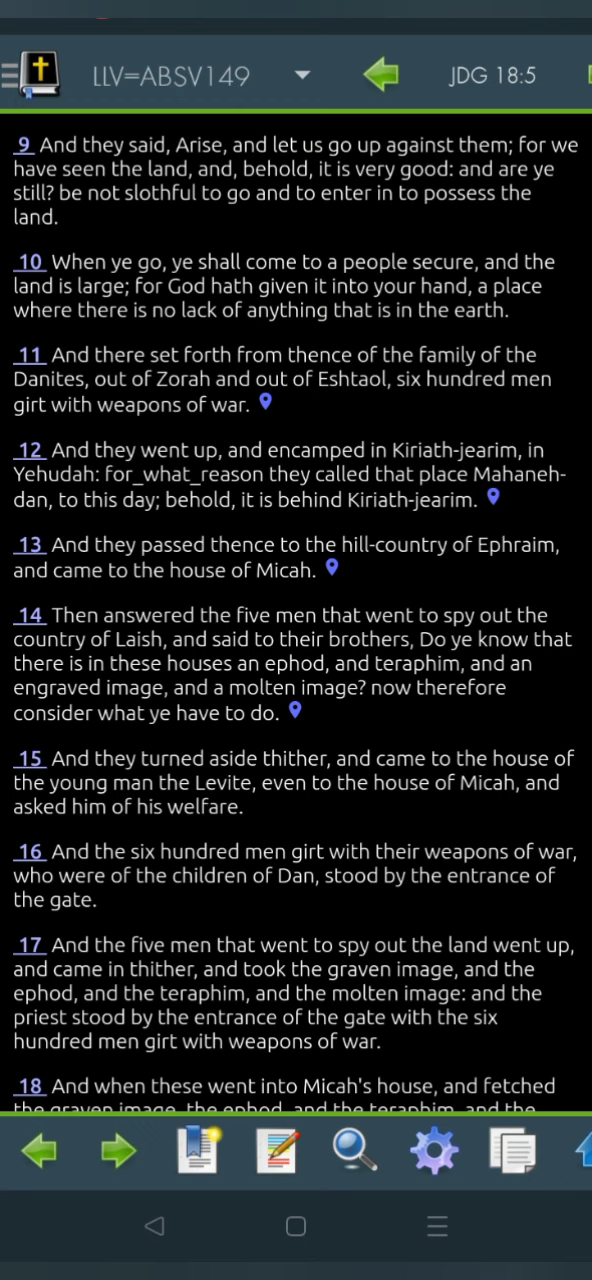 LLV=ABSV149
JDG 18:5
9 And they said, Arise, and let us go up against them; for we
have seen the land, and, behold, it is very good: and are ye
still? be not slothful to go and to enter in to possess the
land.
10 When ye go, ye shall come to a people secure, and the
land is large; for God hath given it into your hand, a place
where there is no lack of anything that is in the earth.
11 And there set forth from thence of the family of the
Danites, out of Zorah and out of Eshtaol, six hundred men
girt with weapons of war.
12 And they went up, and encamped in Kiriath-jearim, in
Yehudah: for_what_reason they called that place Mahaneh-
dan, to this day; behold, it is behind Kiriath-jearim.
13 And they passed thence to the hill-country of Ephraim,
and came to the house of Micah.
14 Then answered the five men that went to spy out the
country of Laish, and said to their brothers, Do ye know that
there is in these houses an ephod, and teraphim, and an
engraved image, and a molten image? now therefore
consider what ye have to do.
15 And they turned aside thither, and came to the house of
the young man the Levite, even to the house of Micah, and
asked him of his welfare.
16 And the six hundred men girt with their weapons of war,
who were of the children of Dan, stood by the entrance of
the gate.
17 And the five men that went to spy out the land went up,
and came in thither, and took the graven image, and the
ephod, and the teraphim, and the molten image: and the
priest stood by the entrance of the gate with the six
hundred men girt with weapons of war.
18 And when these went into Micah's house, and fetched
the graven image, the ephod, and the teraphim, and the